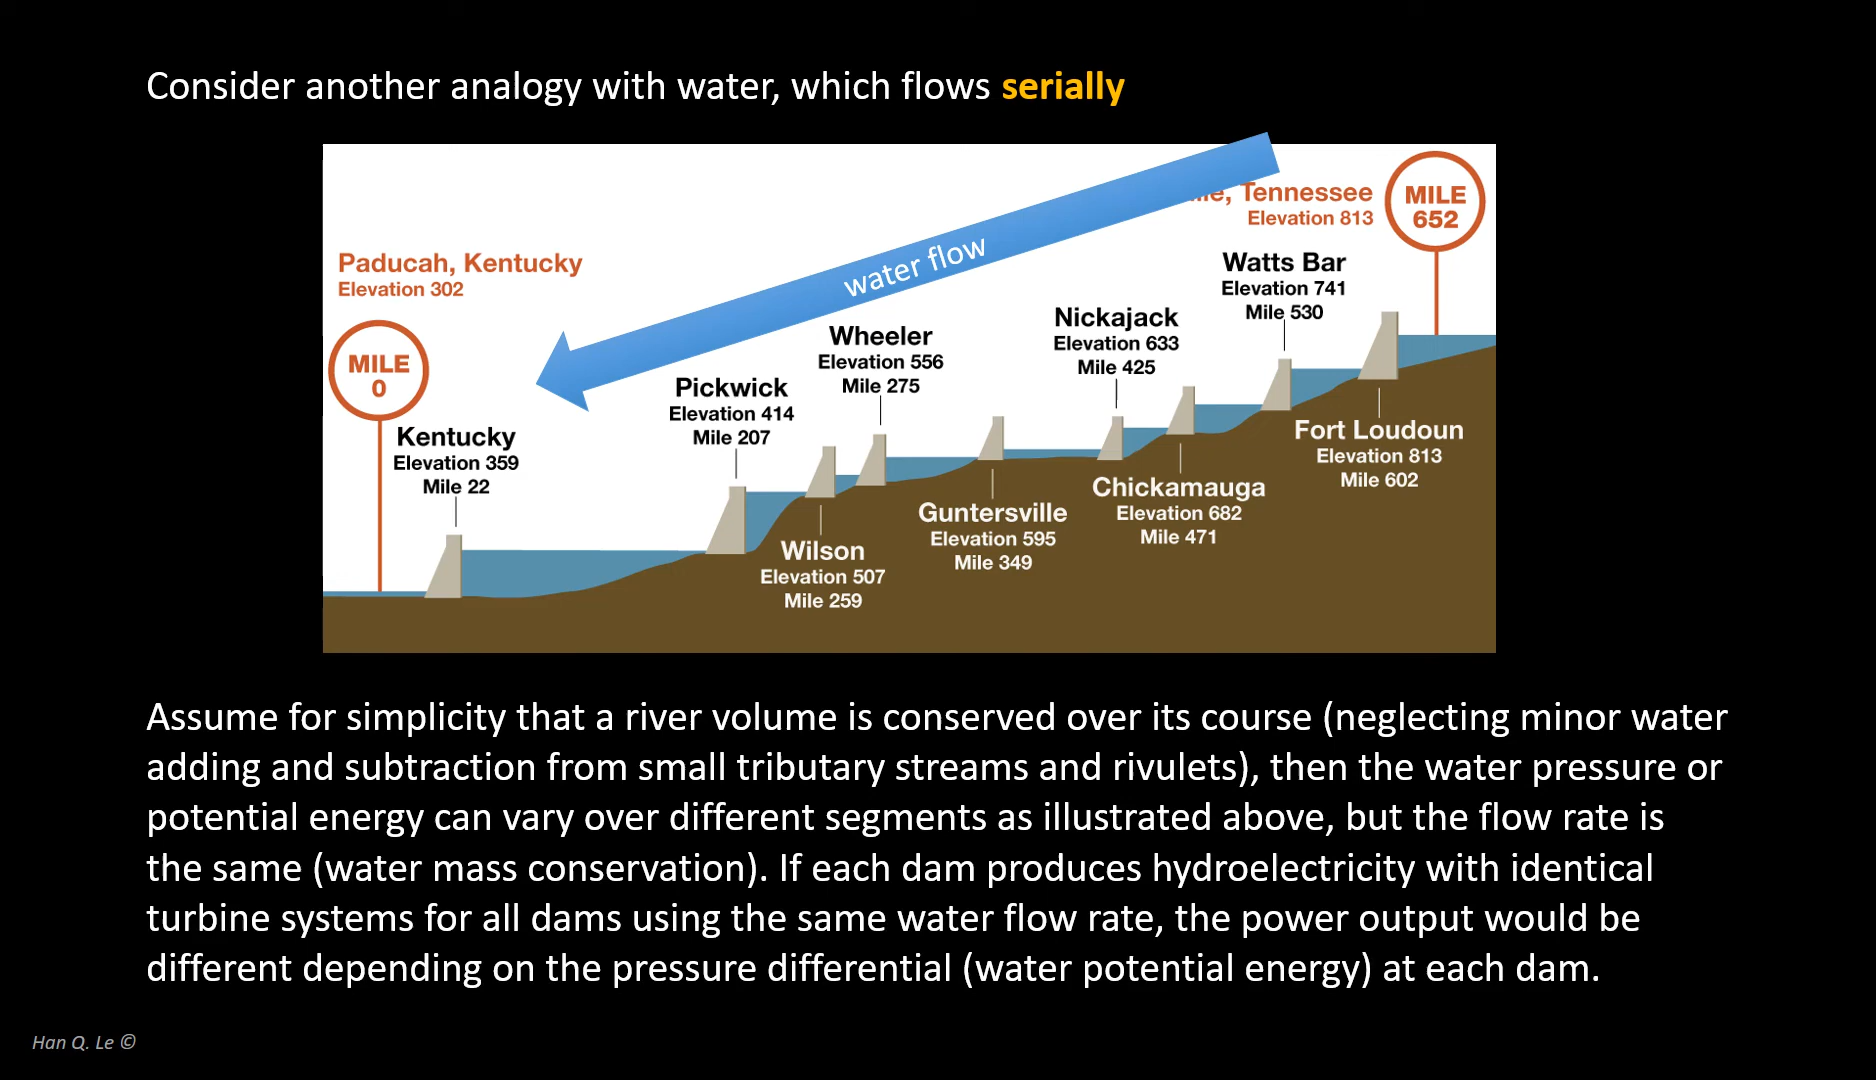 Consider another analogy with water, which flows serially
Tennessee
Elevation 813
MILE
652
water flow
Paducah, Kentucky
Elevation 302
MILE
0
Kentucky
Elevation 359
Mile 22
Pickwick
Elevation 414
Mile 207
Wilson
Elevation 507
Mile 259
Wheeler
Elevation 556
Mile 275
Guntersville
Elevation 595
Mile 349
Nickajack
Elevation 633
Mile 425
Chickamauga
Elevation 682
Mile 471
Watts Bar
Elevation 741
Mile 530
Fort Loudoun
Elevation 813
Mile 602
Assume for simplicity that a river volume is conserved over its course (neglecting minor water
adding and subtraction from small tributary streams and rivulets), then the water pressure or
potential energy can vary over different segments as illustrated above, but the flow rate is
the same (water mass conservation). If each dam produces hydroelectricity with identical
turbine systems for all dams using the same water flow rate, the power output would be
different depending on the pressure differential (water potential energy) at each dam.
Han Q. Le ©